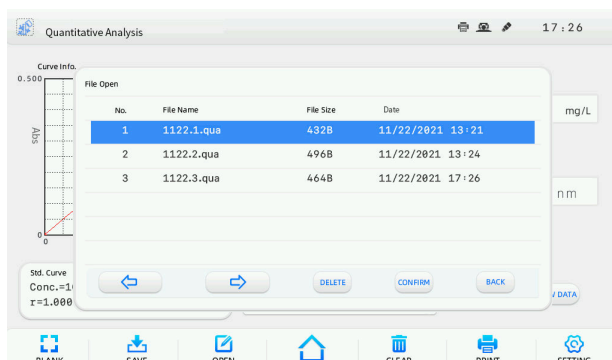 Quantitative Analysis
17:26
Curve Info.
0.500
Abs
0
0
mg/L
nm
File Open
No. File Name File Size Date
1 1122.1.qua 432B 11/22/2021 13:21
2 1122.2.qua 496B 11/22/2021 13:24
3 1122.3.qua 464B 11/22/2021 17:26
DELETE CONFIRM BACK
Std. Curve
Conc.=1
r=1.000
DATA
BLANK SAVE OPEN CLEAR PRINT SETTING